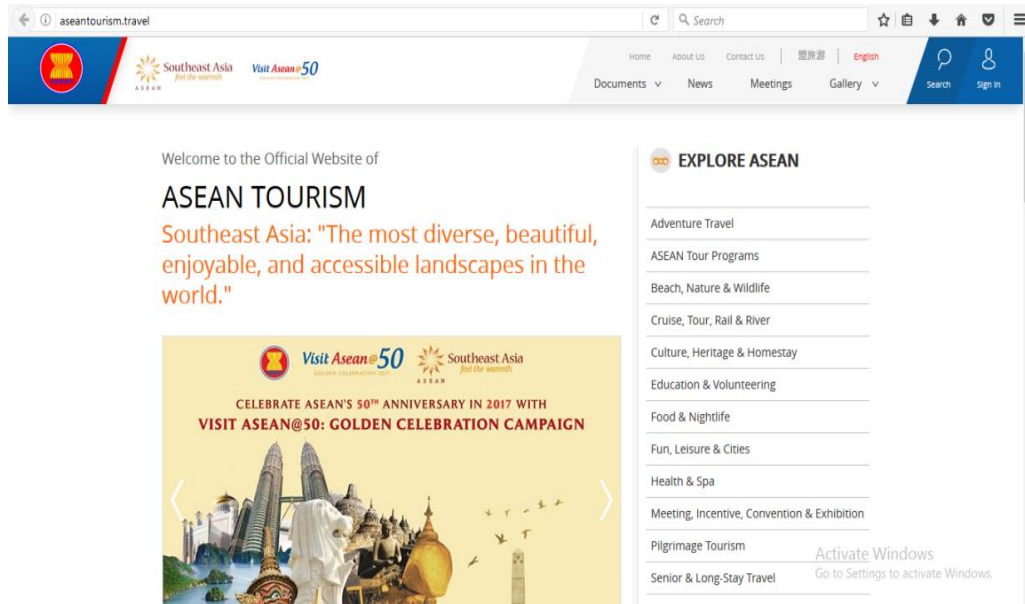 aseantourism.travel
Search
Southeast Asia
feel the warmth
ASEAN
Visit Asean@50
Home About Us Contact Us English
Documents News Meetings Gallery
Search Sign In
Welcome to the Official Website of
ASEAN TOURISM
Southeast Asia: "The most diverse, beautiful,
enjoyable, and accessible landscapes in the
world."
Visit Asean@50
GOLDEN CELEBRATION 2017
Southeast Asia
feel the warmth
ASEAN
CELEBRATE ASEAN'S 50TH ANNIVERSARY IN 2017 WITH
VISIT ASEAN@50: GOLDEN CELEBRATION CAMPAIGN
EXPLORE ASEAN
Adventure Travel
ASEAN Tour Programs
Beach, Nature & Wildlife
Cruise, Tour, Rail & River
Culture, Heritage & Homestay
Education & Volunteering
Food & Nightlife
Fun, Leisure & Cities
Health & Spa
Meeting, Incentive, Convention & Exhibition
Pilgrimage Tourism
Senior & Long-Stay Travel
Activate Windows
Go to Settings to activate Windows.